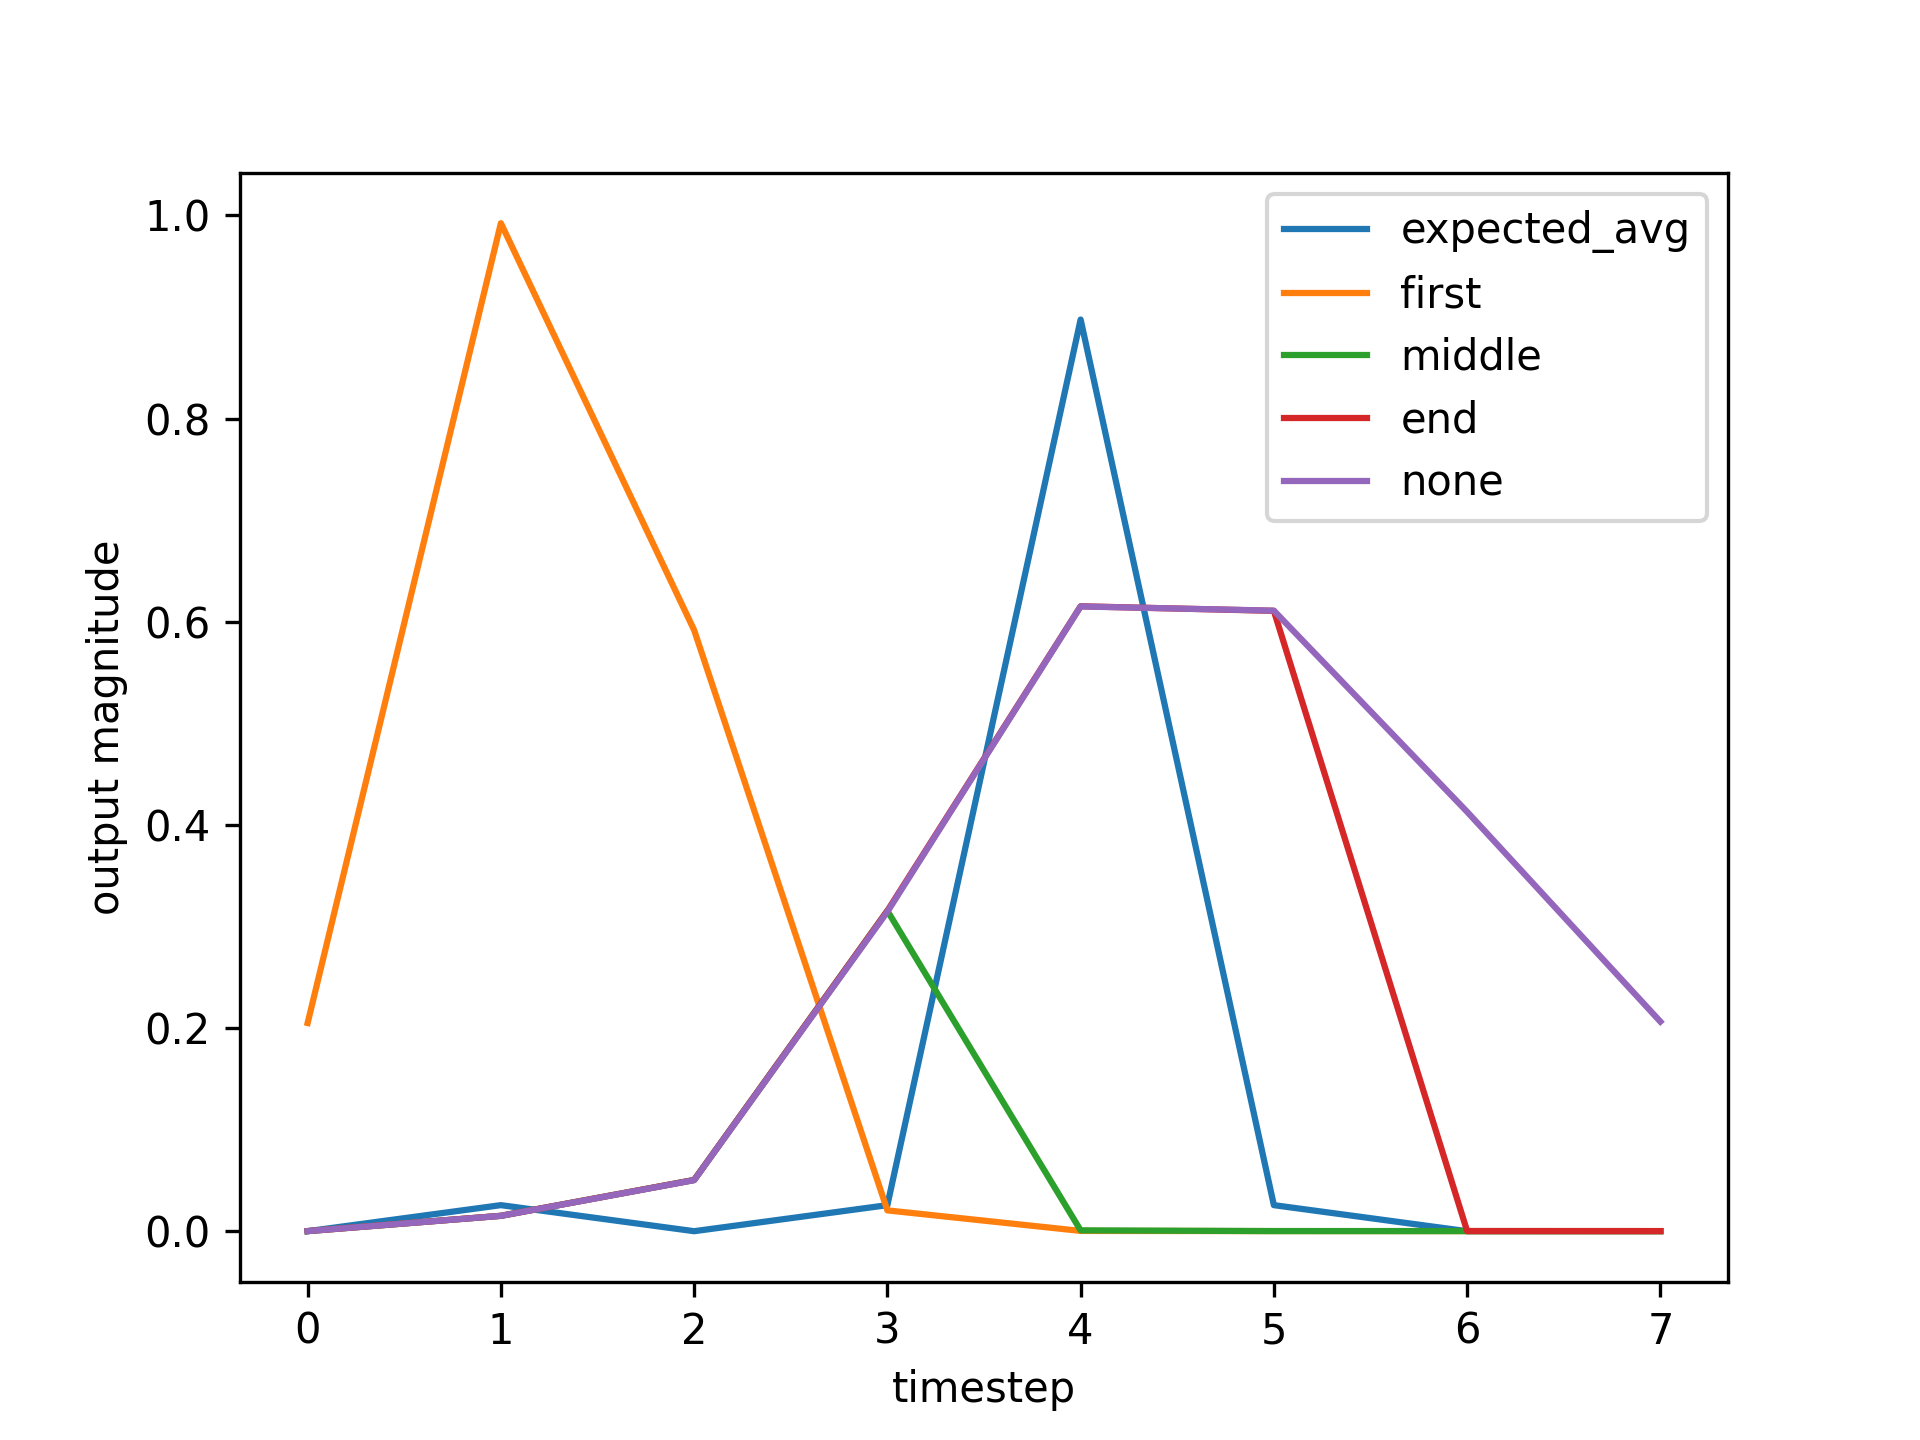 1.0
0.8
0.6
0.4
0.2
0.0
output magnitude
0 1 2 3 4 5 6 7
timestep
expected_avg
first
middle
end
none